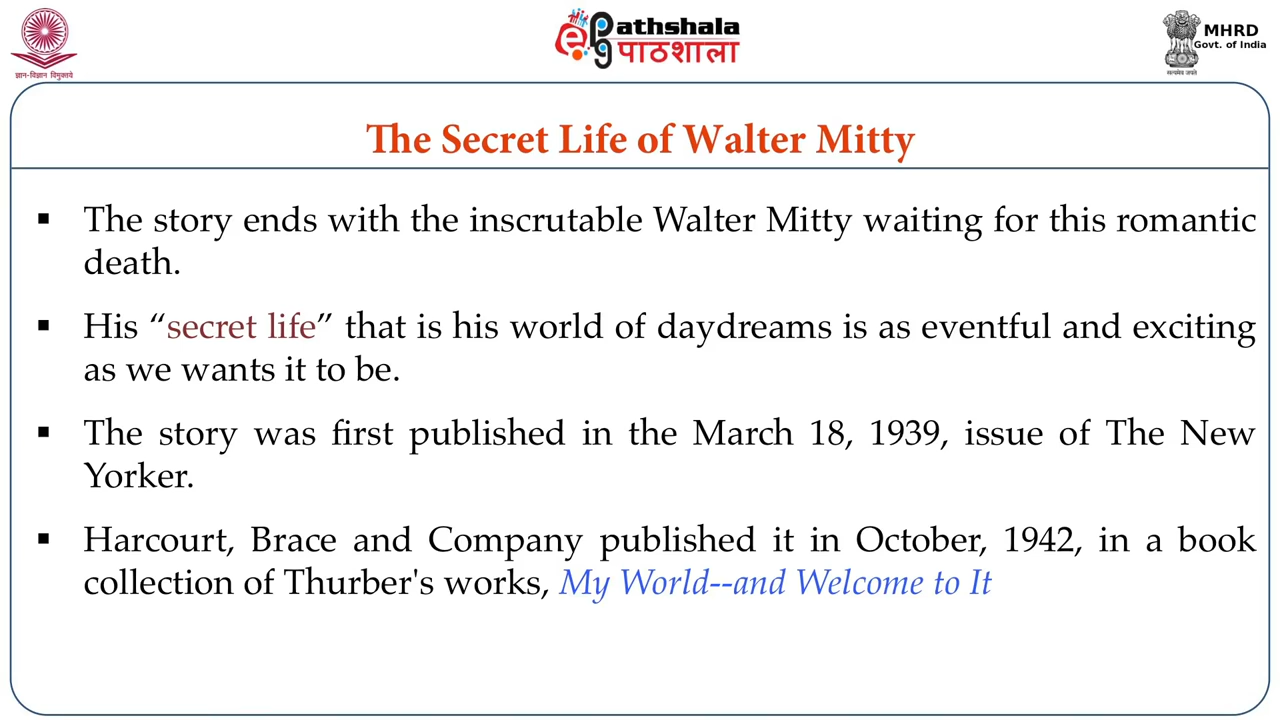 ज्ञान-विज्ञान विमुक्तये
ePathshala
पाठशाला
MHRD
Govt. of India
सत्यमेव जयते
The Secret Life of Walter Mitty
▪ The story ends with the inscrutable Walter Mitty waiting for this romantic
death.
▪ His “secret life” that is his world of daydreams is as eventful and exciting
as we wants it to be.
▪ The story was first published in the March 18, 1939, issue of The New
Yorker.
▪ Harcourt, Brace and Company published it in October, 1942, in a book
collection of Thurber's works, My World--and Welcome to It